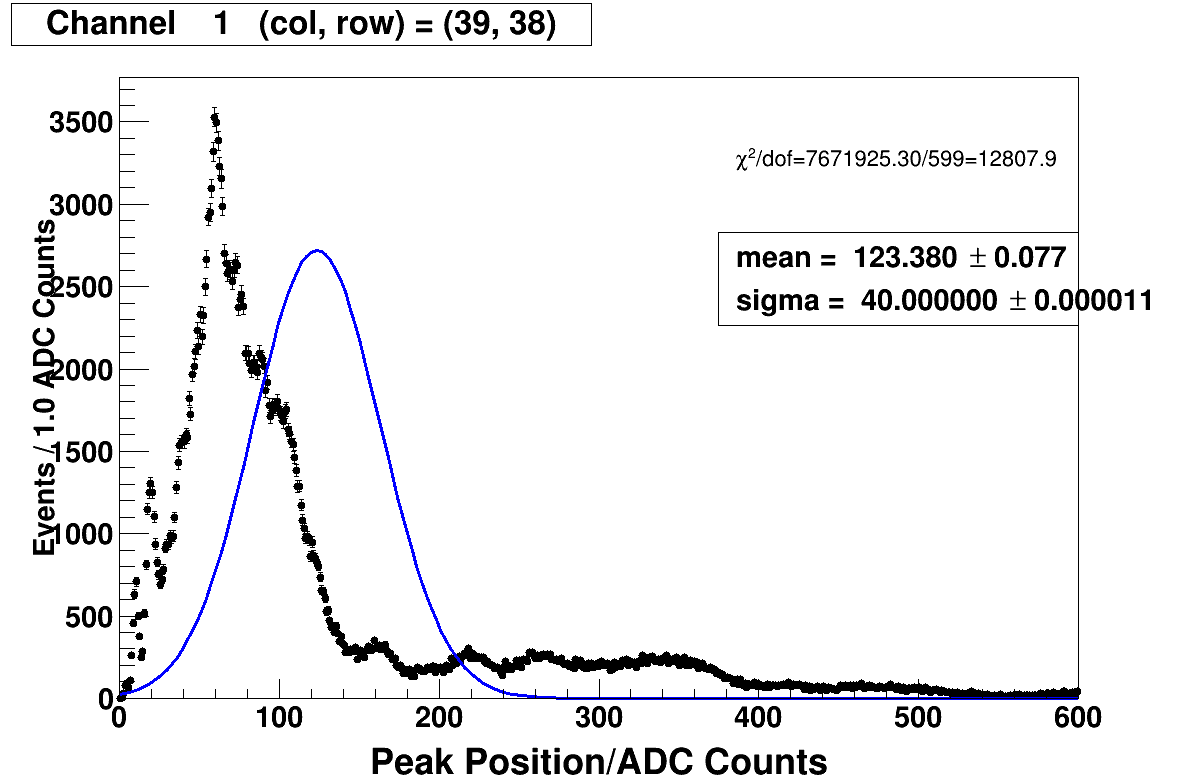 Channel 1 (col, row) = (39, 38)
χ²/dof=7671925.30/599=12807.9
mean = 123.380 ± 0.077
sigma = 40.000000 ± 0.000011
Events / 1.0 ADC Counts
3500
3000
2500
2000
1500
1000
500
0
0 100 200 300 400 500 600
Peak Position/ADC Counts